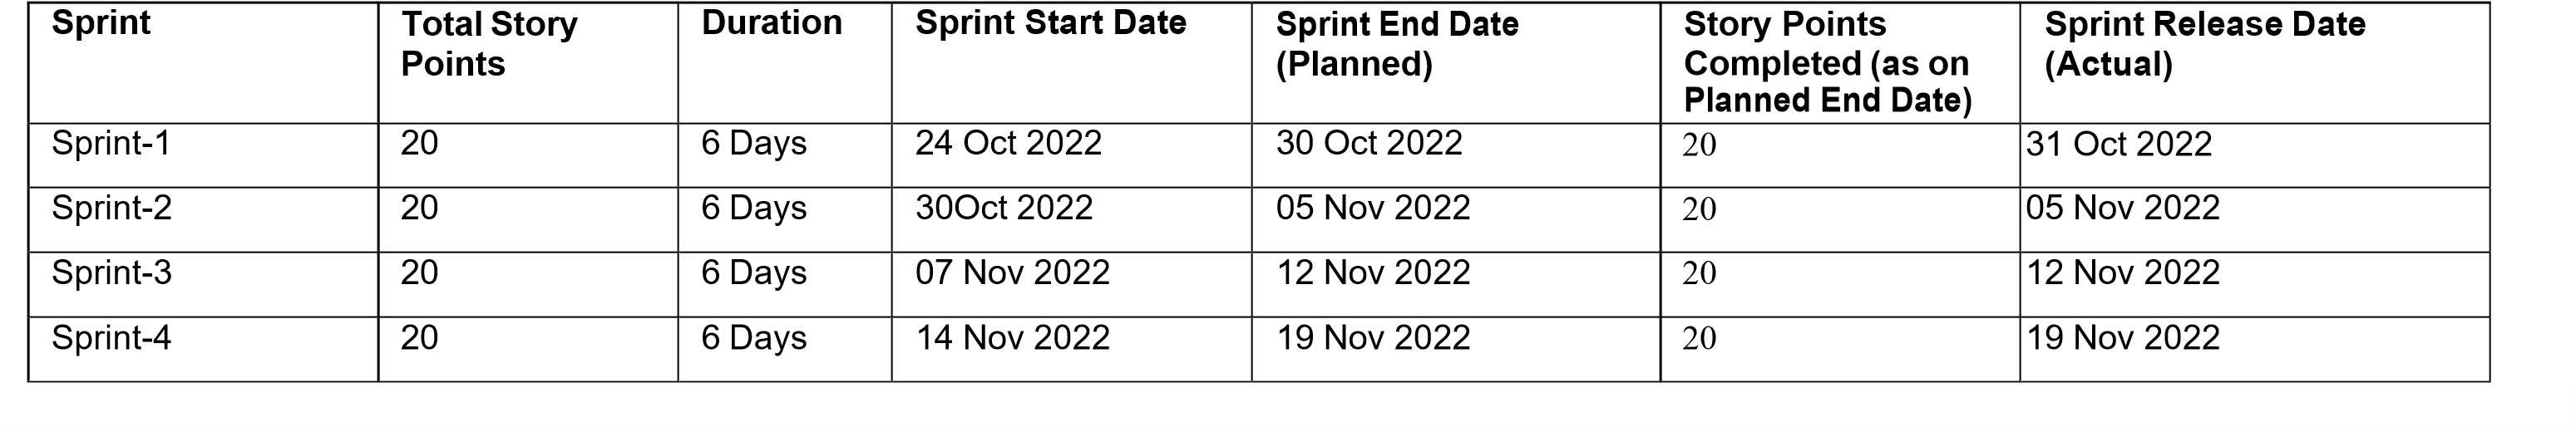 Sprint Total Story Points Duration Sprint Start Date Sprint End Date (Planned) Story Points Completed (as on Planned End Date) Sprint Release Date (Actual)
Sprint-1 20 6 Days 24 Oct 2022 30 Oct 2022 20 31 Oct 2022
Sprint-2 20 6 Days 30Oct 2022 05 Nov 2022 20 05 Nov 2022
Sprint-3 20 6 Days 07 Nov 2022 12 Nov 2022 20 12 Nov 2022
Sprint-4 20 6 Days 14 Nov 2022 19 Nov 2022 20 19 Nov 2022